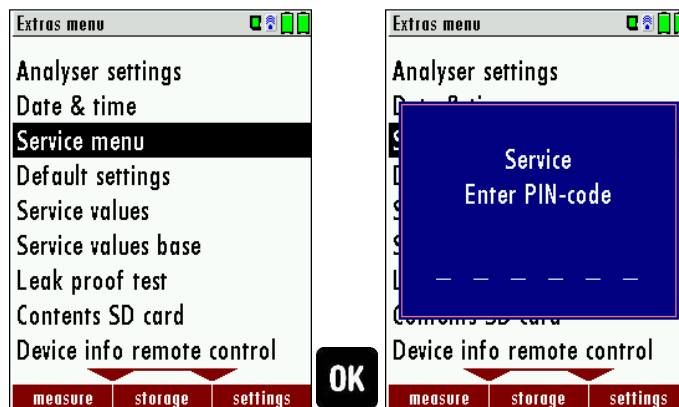 Extras menu
Analyser settings
Date & time
Service menu
Default settings
Service values
Service values base
Leak proof test
Contents SD card
Device info remote control
measure storage settings
OK
Extras menu
Analyser settings
Service
Enter PIN-code
_ _ _ _ _ _
Device info remote control
measure storage settings